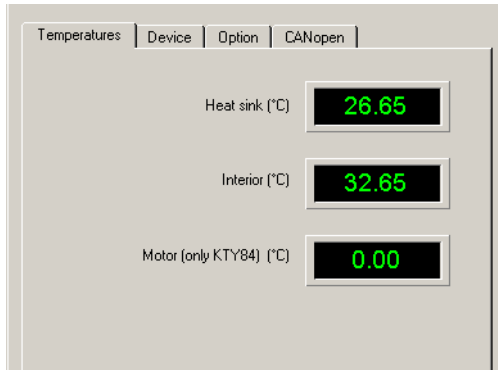 Temperatures Device Option CANopen
Heat sink (°C) 26.65
Interior (°C) 32.65
Motor (only KTY84) (°C) 0.00